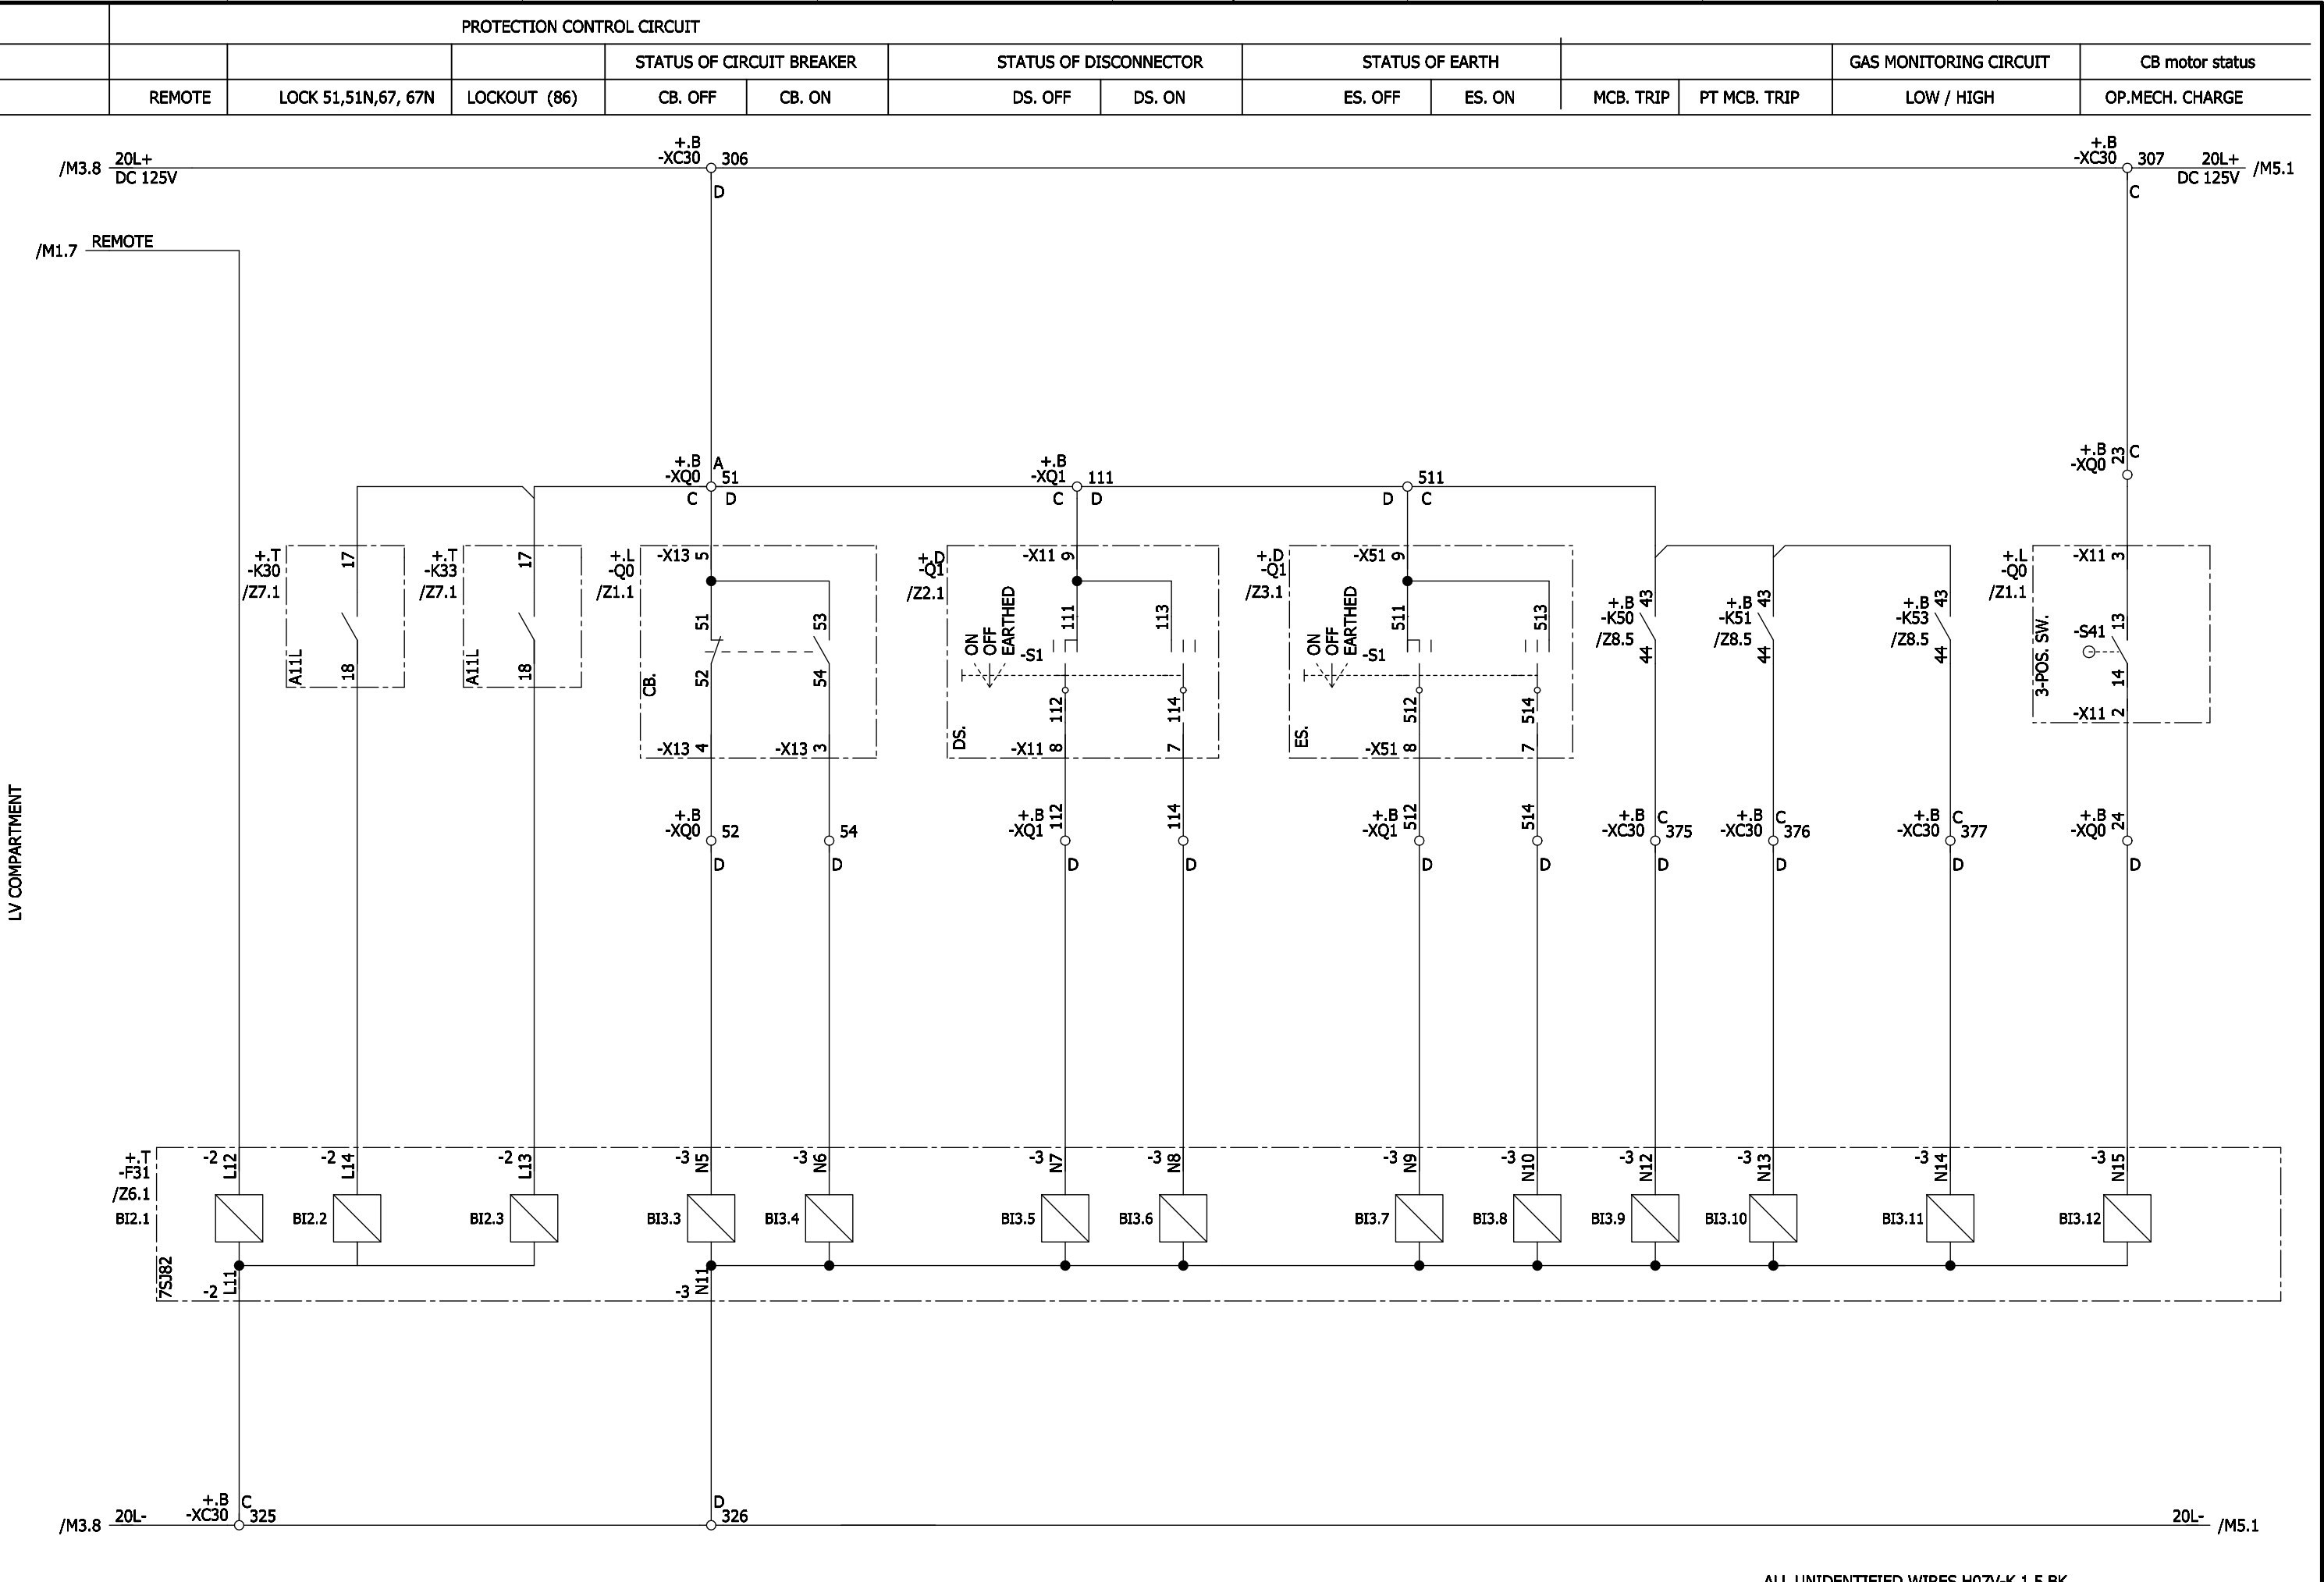 PROTECTION CONTROL CIRCUIT
STATUS OF CIRCUIT BREAKER STATUS OF DISCONNECTOR STATUS OF EARTH GAS MONITORING CIRCUIT CB motor status
REMOTE LOCK 51,51N,67, 67N LOCKOUT (86) CB. OFF CB. ON DS. OFF DS. ON ES. OFF ES. ON MCB. TRIP PT MCB. TRIP LOW / HIGH OP.MECH. CHARGE
+.B +.B
/M3.8 20L+ -XC30 306 -XC30 307 20L+ /M5.1
DC 125V DC 125V
D C
/M1.7 REMOTE
+.B A +.B +.B 23 C
-XQ0 51 -XQ1 111 511 -XQ0
C D C D D C
+.T 17 +.T 17 +.L -X13 5 +.D -X11 9 +.D -X51 9 +.L -X11 3
-K30 -K33 -Q0 -Q1 -Q1 -Q0
/Z7.1 /Z7.1 /Z1.1 /Z2.1 /Z3.1 /Z1.1
+.B 43 +.B 43 +.B 43
51 53 ON OFF EARTHED 111 113 ON OFF EARTHED 511 513 -K50 -K51 -K53 13
/Z8.5 /Z8.5 /Z8.5 -S41
-S1 -S1 44 44 44 3-POS. SW.
A11L 18 A11L 18 CB. 52 54 14
112 114 512 514 -X11 2
DS. ES.
-X13 4 -X13 3 -X11 8 7 -X51 8 7
+.B +.B 112 114 +.B 512 514 +.B C +.B C +.B C +.B 24
-XQ0 52 54 -XQ1 -XQ1 -XC30 375 -XC30 376 -XC30 377 -XQ0
D D D D D D D D D D
LV COMPARTMENT
+.T -2 L12 -2 L14 -2 L13 -3 N5 -3 N6 -3 N7 -3 N8 -3 N9 -3 N10 -3 N12 -3 N13 -3 N14 -3 N15
-F31
/Z6.1
BI2.1 BI2.2 BI2.3 BI3.3 BI3.4 BI3.5 BI3.6 BI3.7 BI3.8 BI3.9 BI3.10 BI3.11 BI3.12
7SJ82 -2 L11 -3 N11
+.B C D
/M3.8 20L- -XC30 325 326 20L- /M5.1
ALL UNIDENTIFIED WIRES H07V-K 1,5 BK